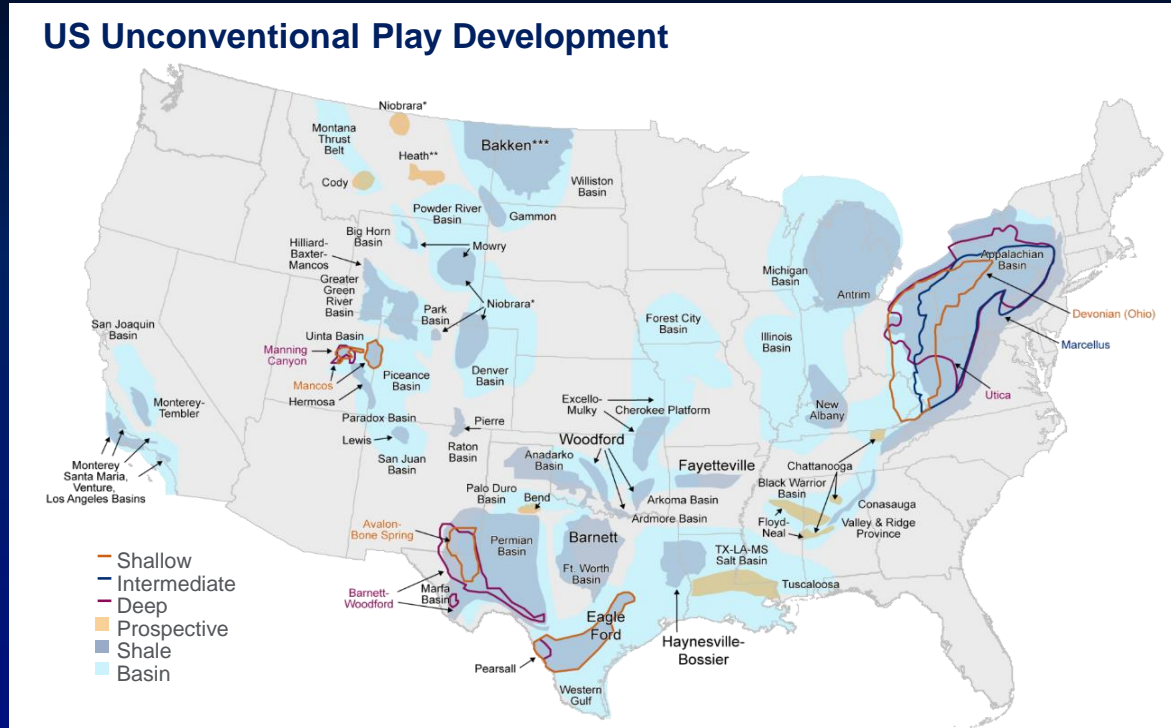 US Unconventional Play Development
Niobrara*
Montana
Thrust
Belt
Bakken***
Heath**
Cody
Williston
Basin
Powder River
Basin
Gammon
Big Horn
Basin
Mowry
Hilliard-
Baxter-
Mancos
Greater
Green
River
Basin
Park
Basin
Niobrara*
San Joaquin
Basin
Uinta Basin
Manning
Canyon
Mancos
Piceance
Basin
Denver
Basin
Hermosa
Monterey-
Temblor
Paradox Basin
Lewis
San Juan
Basin
Pierre
Raton
Basin
Monterey
Santa Maria,
Venture,
Los Angeles Basins
Michigan
Basin
Antrim
Forest City
Basin
Illinois
Basin
Appalachian
Basin
Devonian (Ohio)
Marcellus
Utica
Excello-
Mulky
Cherokee Platform
New
Albany
Woodford
Anadarko
Basin
Fayetteville
Chattanooga
Black Warrior
Basin
Palo Duro
Basin
Bend
Arkoma Basin
Ardmore Basin
Conasauga
Floyd-
Neal
Valley & Ridge
Province
Avalon-
Bone Spring
Permian
Basin
Barnett
Ft. Worth
Basin
TX-LA-MS
Salt Basin
Tuscaloosa
Barnett-
Woodford
Marfa
Basin
Eagle
Ford
Haynesville-
Bossier
Pearsall
Western
Gulf
Shallow
Intermediate
Deep
Prospective
Shale
Basin